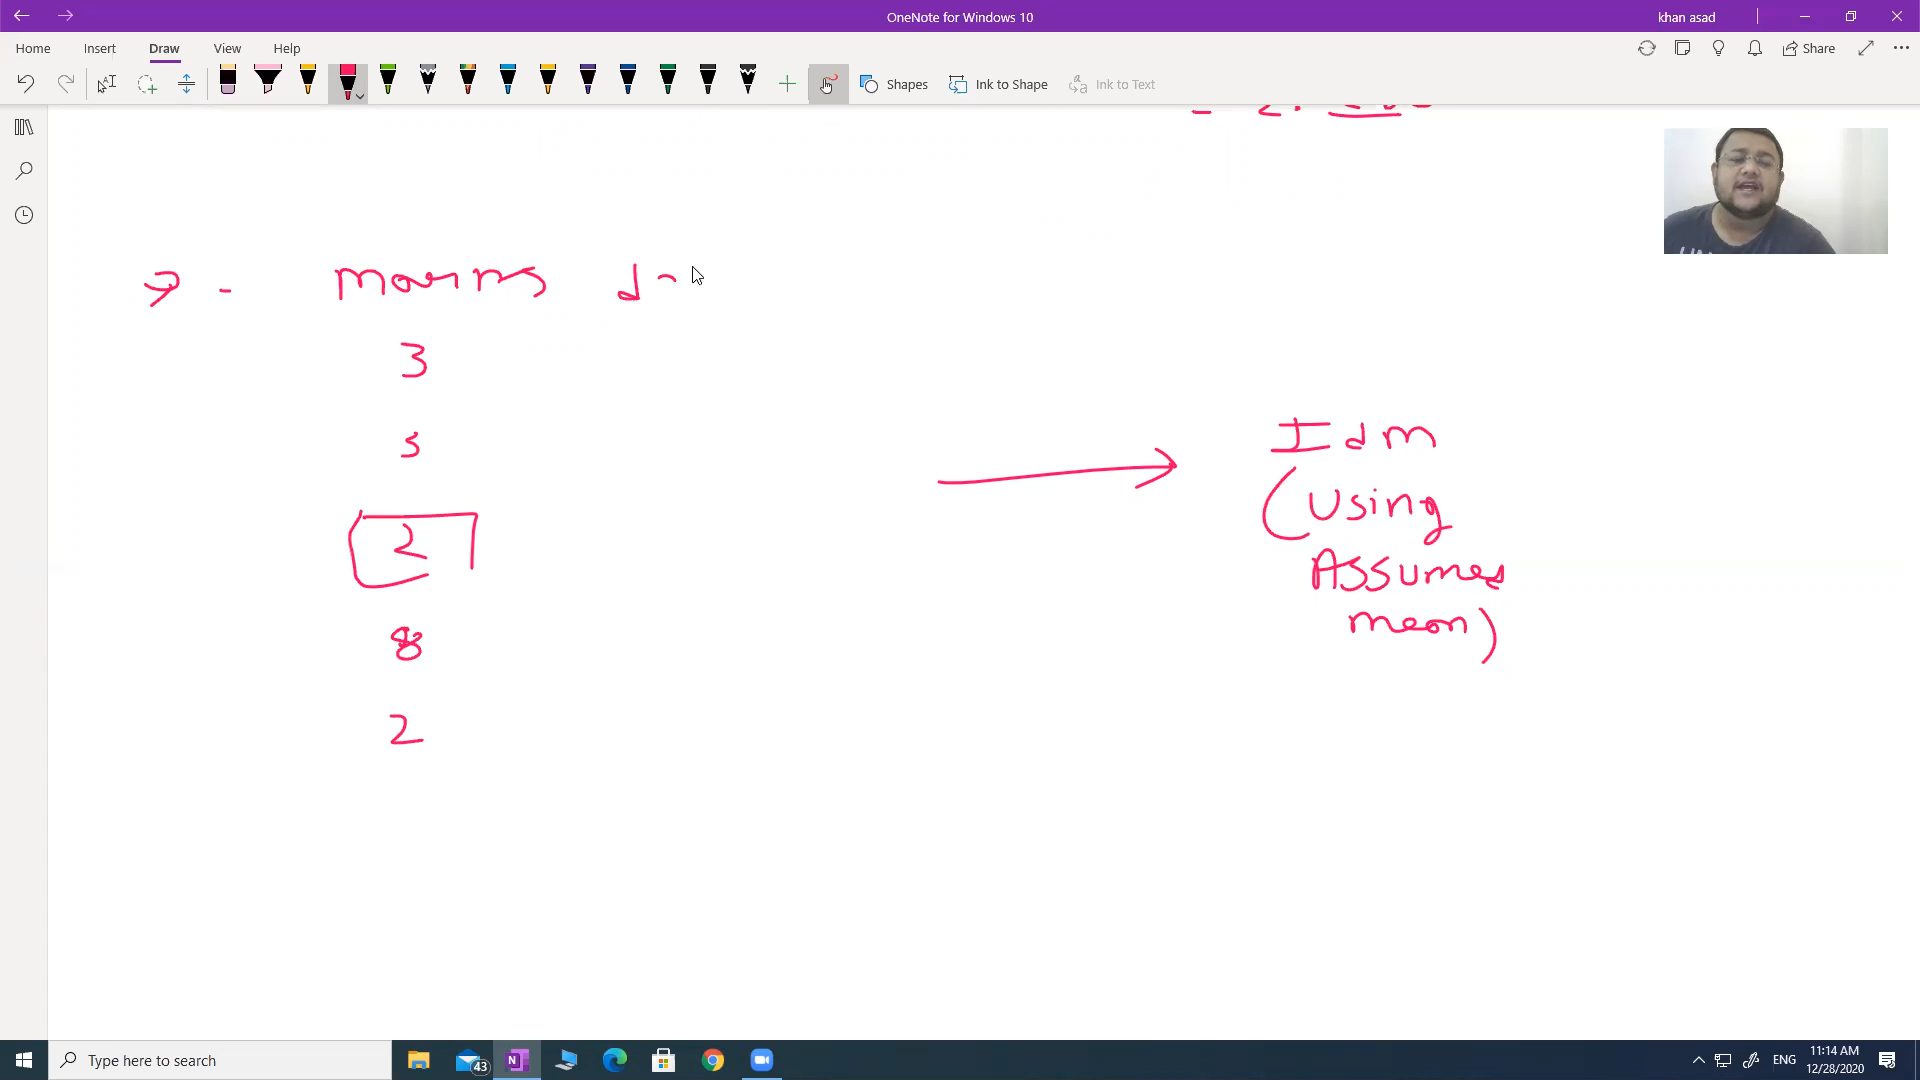 OneNote for Windows 10
khan asad
Home Insert Draw View Help
Share
Shapes Ink to Shape Ink to Text
marks d
3
5
2
8
2
Idm
(Using
Assumed
mean)
Type here to search
43
N
ENG
11:14 AM
12/28/2020